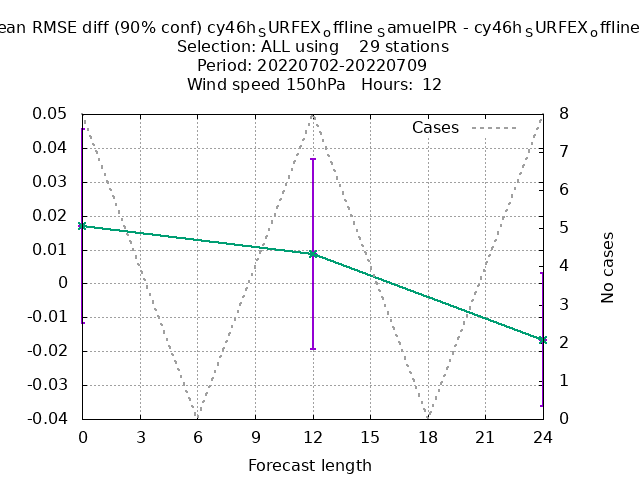 ean RMSE diff (90% conf) cy46h_SURFEX_offline_SamuelPR - cy46h_SURFEX_offline
Selection: ALL using    29 stations
Period: 20220702-20220709
Wind speed 150hPa   Hours:  12
Cases
0.05
0.04
0.03
0.02
0.01
0
-0.01
-0.02
-0.03
-0.04
8
7
6
5
4
3
2
1
0
No cases
0 3 6 9 12 15 18 21 24
Forecast length